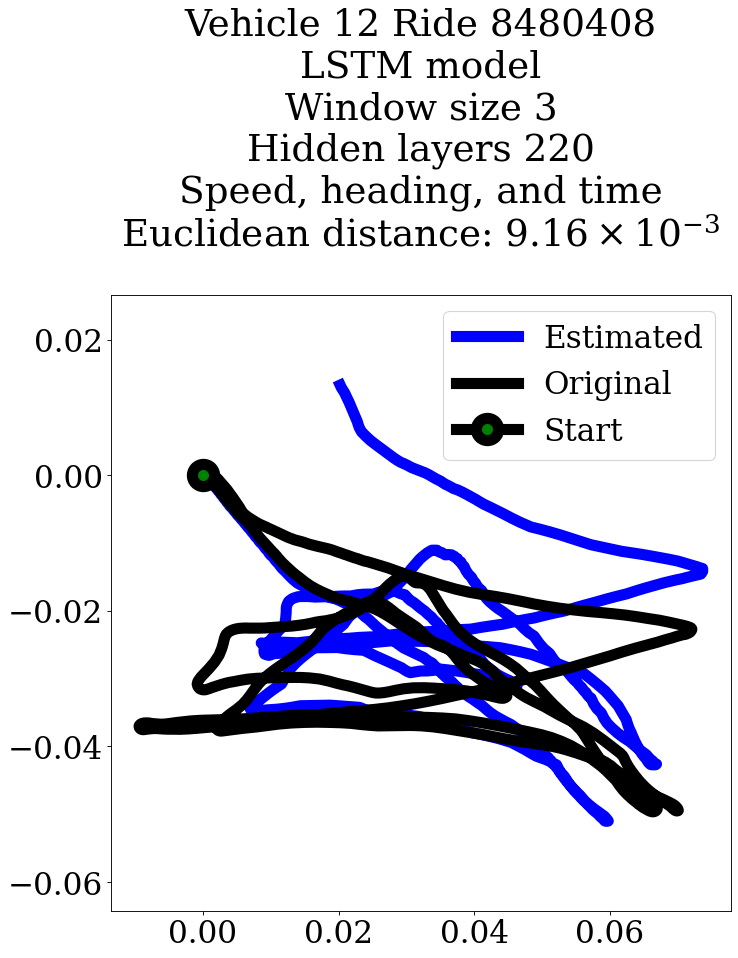 Vehicle 12 Ride 8480408
LSTM model
Window size 3
Hidden layers 220
Speed, heading, and time
Euclidean distance: 9.16 × 10⁻³
Estimated
Original
Start
0.02
0.00
−0.02
−0.04
−0.06
0.00 0.02 0.04 0.06